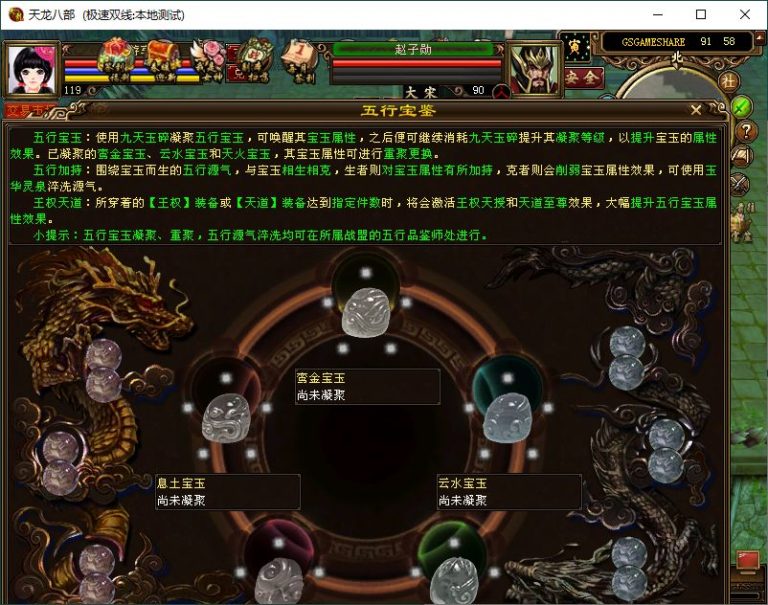 天龙八部 (极速双线:本地测试)
赵子勋
GSGAMESHARE 91 58
寅
北
119
大宋
90
安全
社
交易市场
五行宝鉴
五行宝玉：使用九天玉碎凝聚五行宝玉，可唤醒其宝玉属性，之后便可继续消耗九天玉碎提升其凝聚等级，以提升宝玉的属性
效果。已凝聚的銮金宝玉、云水宝玉和天火宝玉，其宝玉属性可进行重聚更换。
五行加持：围绕宝玉而生的五行源气，与宝玉相生相克，生者则对宝玉属性有所加持，克者则会削弱宝玉属性效果，可使用玉
华灵泉淬洗源气。
王权天道：所穿着的【王权】装备或【天道】装备达到指定件数时，将会激活王权天授和天道至尊效果，大幅提升五行宝玉属
性效果。
小提示：五行宝玉凝聚、重聚，五行源气淬洗均可在所属战盟的五行品鉴师处进行。
銮金宝玉
尚未凝聚
息土宝玉
尚未凝聚
云水宝玉
尚未凝聚